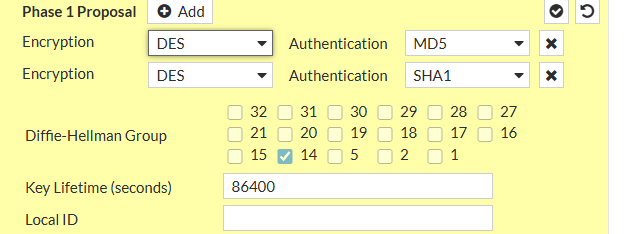 Phase 1 Proposal Add
Encryption DES Authentication MD5
Encryption DES Authentication SHA1
32 31 30 29 28 27
Diffie-Hellman Group 21 20 19 18 17 16
15 14 5 2 1
Key Lifetime (seconds) 86400
Local ID